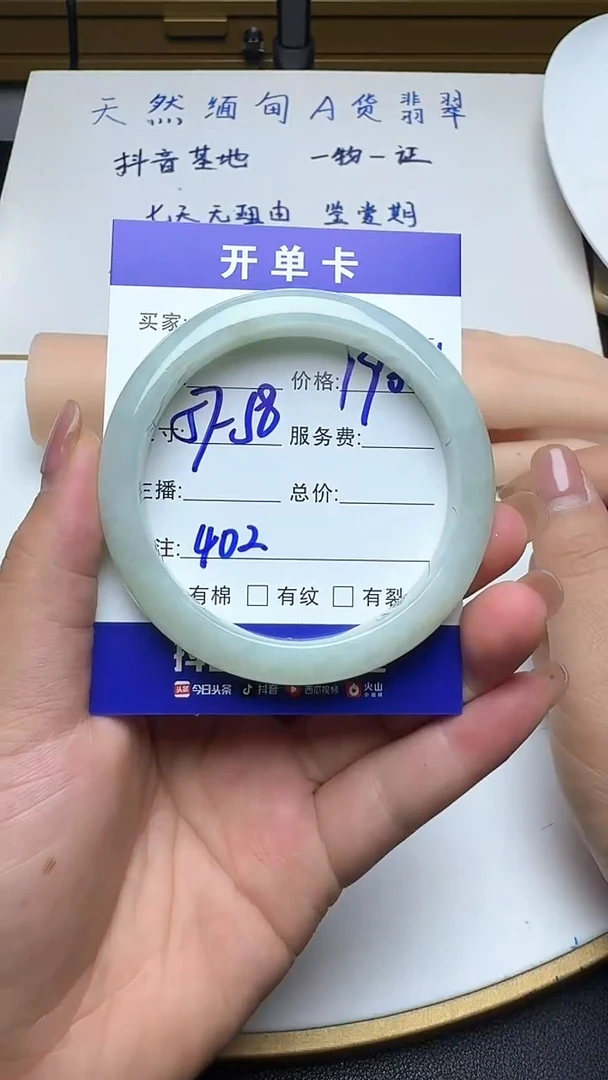 天然缅甸A货翡翠
抖音基地 一物一证
七天无理由 鉴赏期
开单卡
买家:
价格:
寸: 57-58 服务费:
主播: 总价:
注: 402
有棉 有纹 有裂
今日头条 抖音 西瓜视频 火山